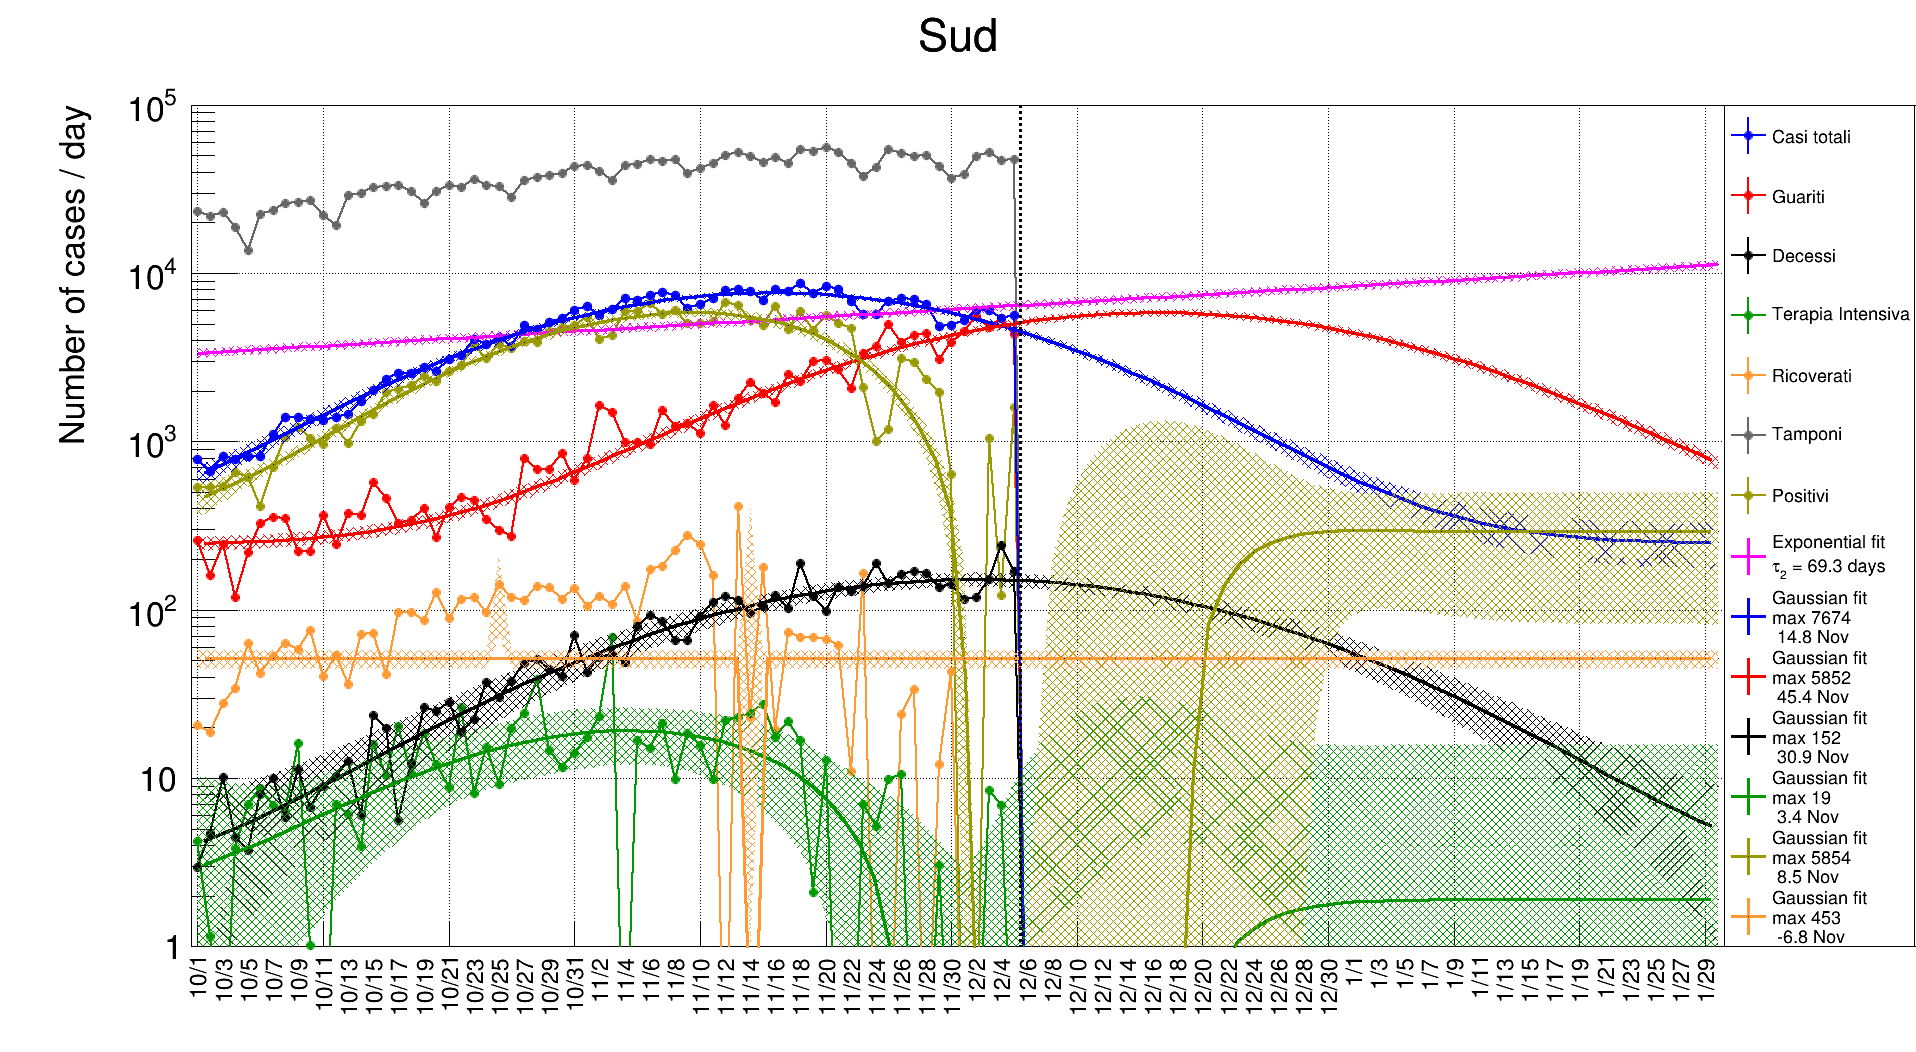 Sud
Number of cases / day
10^5
10^4
10^3
10^2
10
1
10/1
10/3
10/5
10/7
10/9
10/11
10/13
10/15
10/17
10/19
10/21
10/23
10/25
10/27
10/29
10/31
11/2
11/4
11/6
11/8
11/10
11/12
11/14
11/16
11/18
11/20
11/22
11/24
11/26
11/28
11/30
12/2
12/4
12/6
12/8
12/10
12/12
12/14
12/16
12/18
12/20
12/22
12/24
12/26
12/28
12/30
1/1
1/3
1/5
1/7
1/9
1/11
1/13
1/15
1/17
1/19
1/21
1/23
1/25
1/27
1/29
Casi totali
Guariti
Decessi
Terapia Intensiva
Ricoverati
Tamponi
Positivi
Exponential fit
τ₂ = 69.3 days
Gaussian fit
max 7674
14.8 Nov
Gaussian fit
max 5852
45.4 Nov
Gaussian fit
max 152
30.9 Nov
Gaussian fit
max 19
3.4 Nov
Gaussian fit
max 5854
8.5 Nov
Gaussian fit
max 453
-6.8 Nov